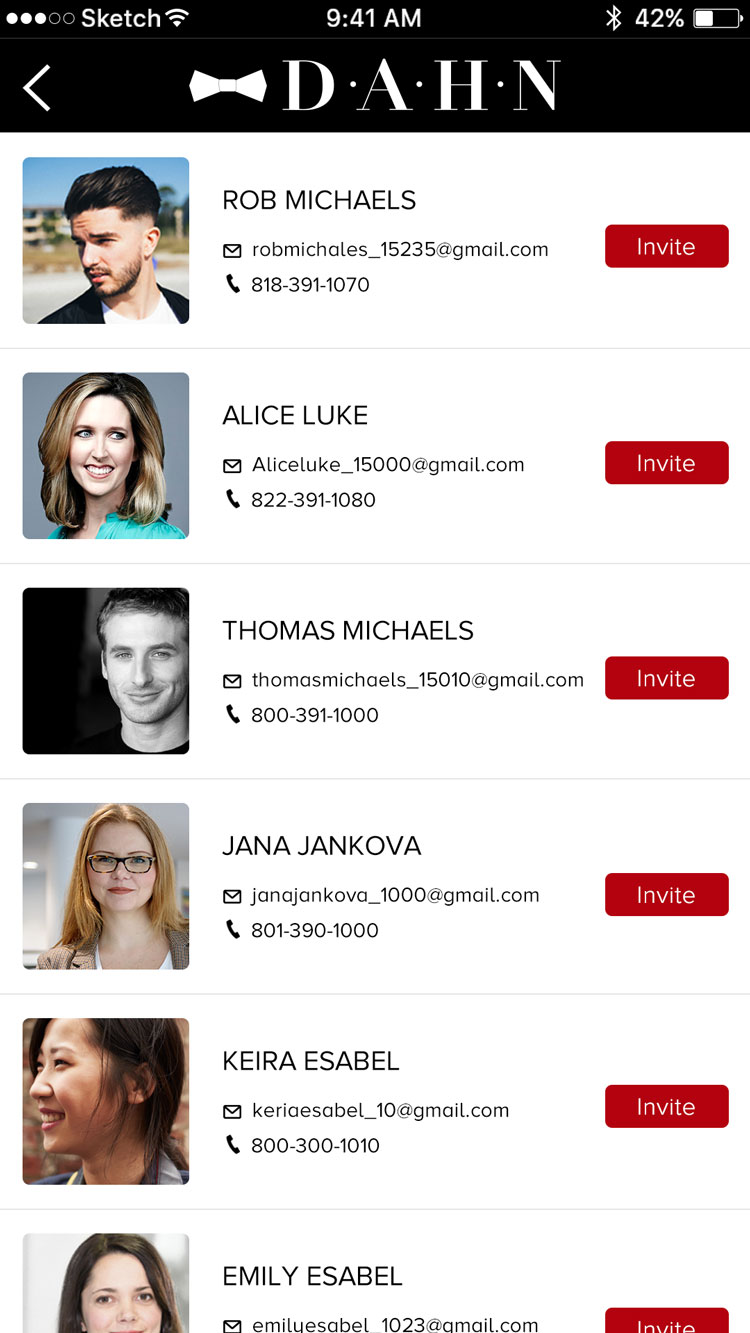 Sketch 9:41 AM 42%
D·A·H·N
ROB MICHAELS
robmichales_15235@gmail.com
Invite
818-391-1070
ALICE LUKE
Aliceluke_15000@gmail.com
Invite
822-391-1080
THOMAS MICHAELS
thomasmichaels_15010@gmail.com
Invite
800-391-1000
JANA JANKOVA
janajankova_1000@gmail.com
Invite
801-390-1000
KEIRA ESABEL
keriaesabel_10@gmail.com
Invite
800-300-1010
EMILY ESABEL
emilyesabel_1023@gmail.com
Invite